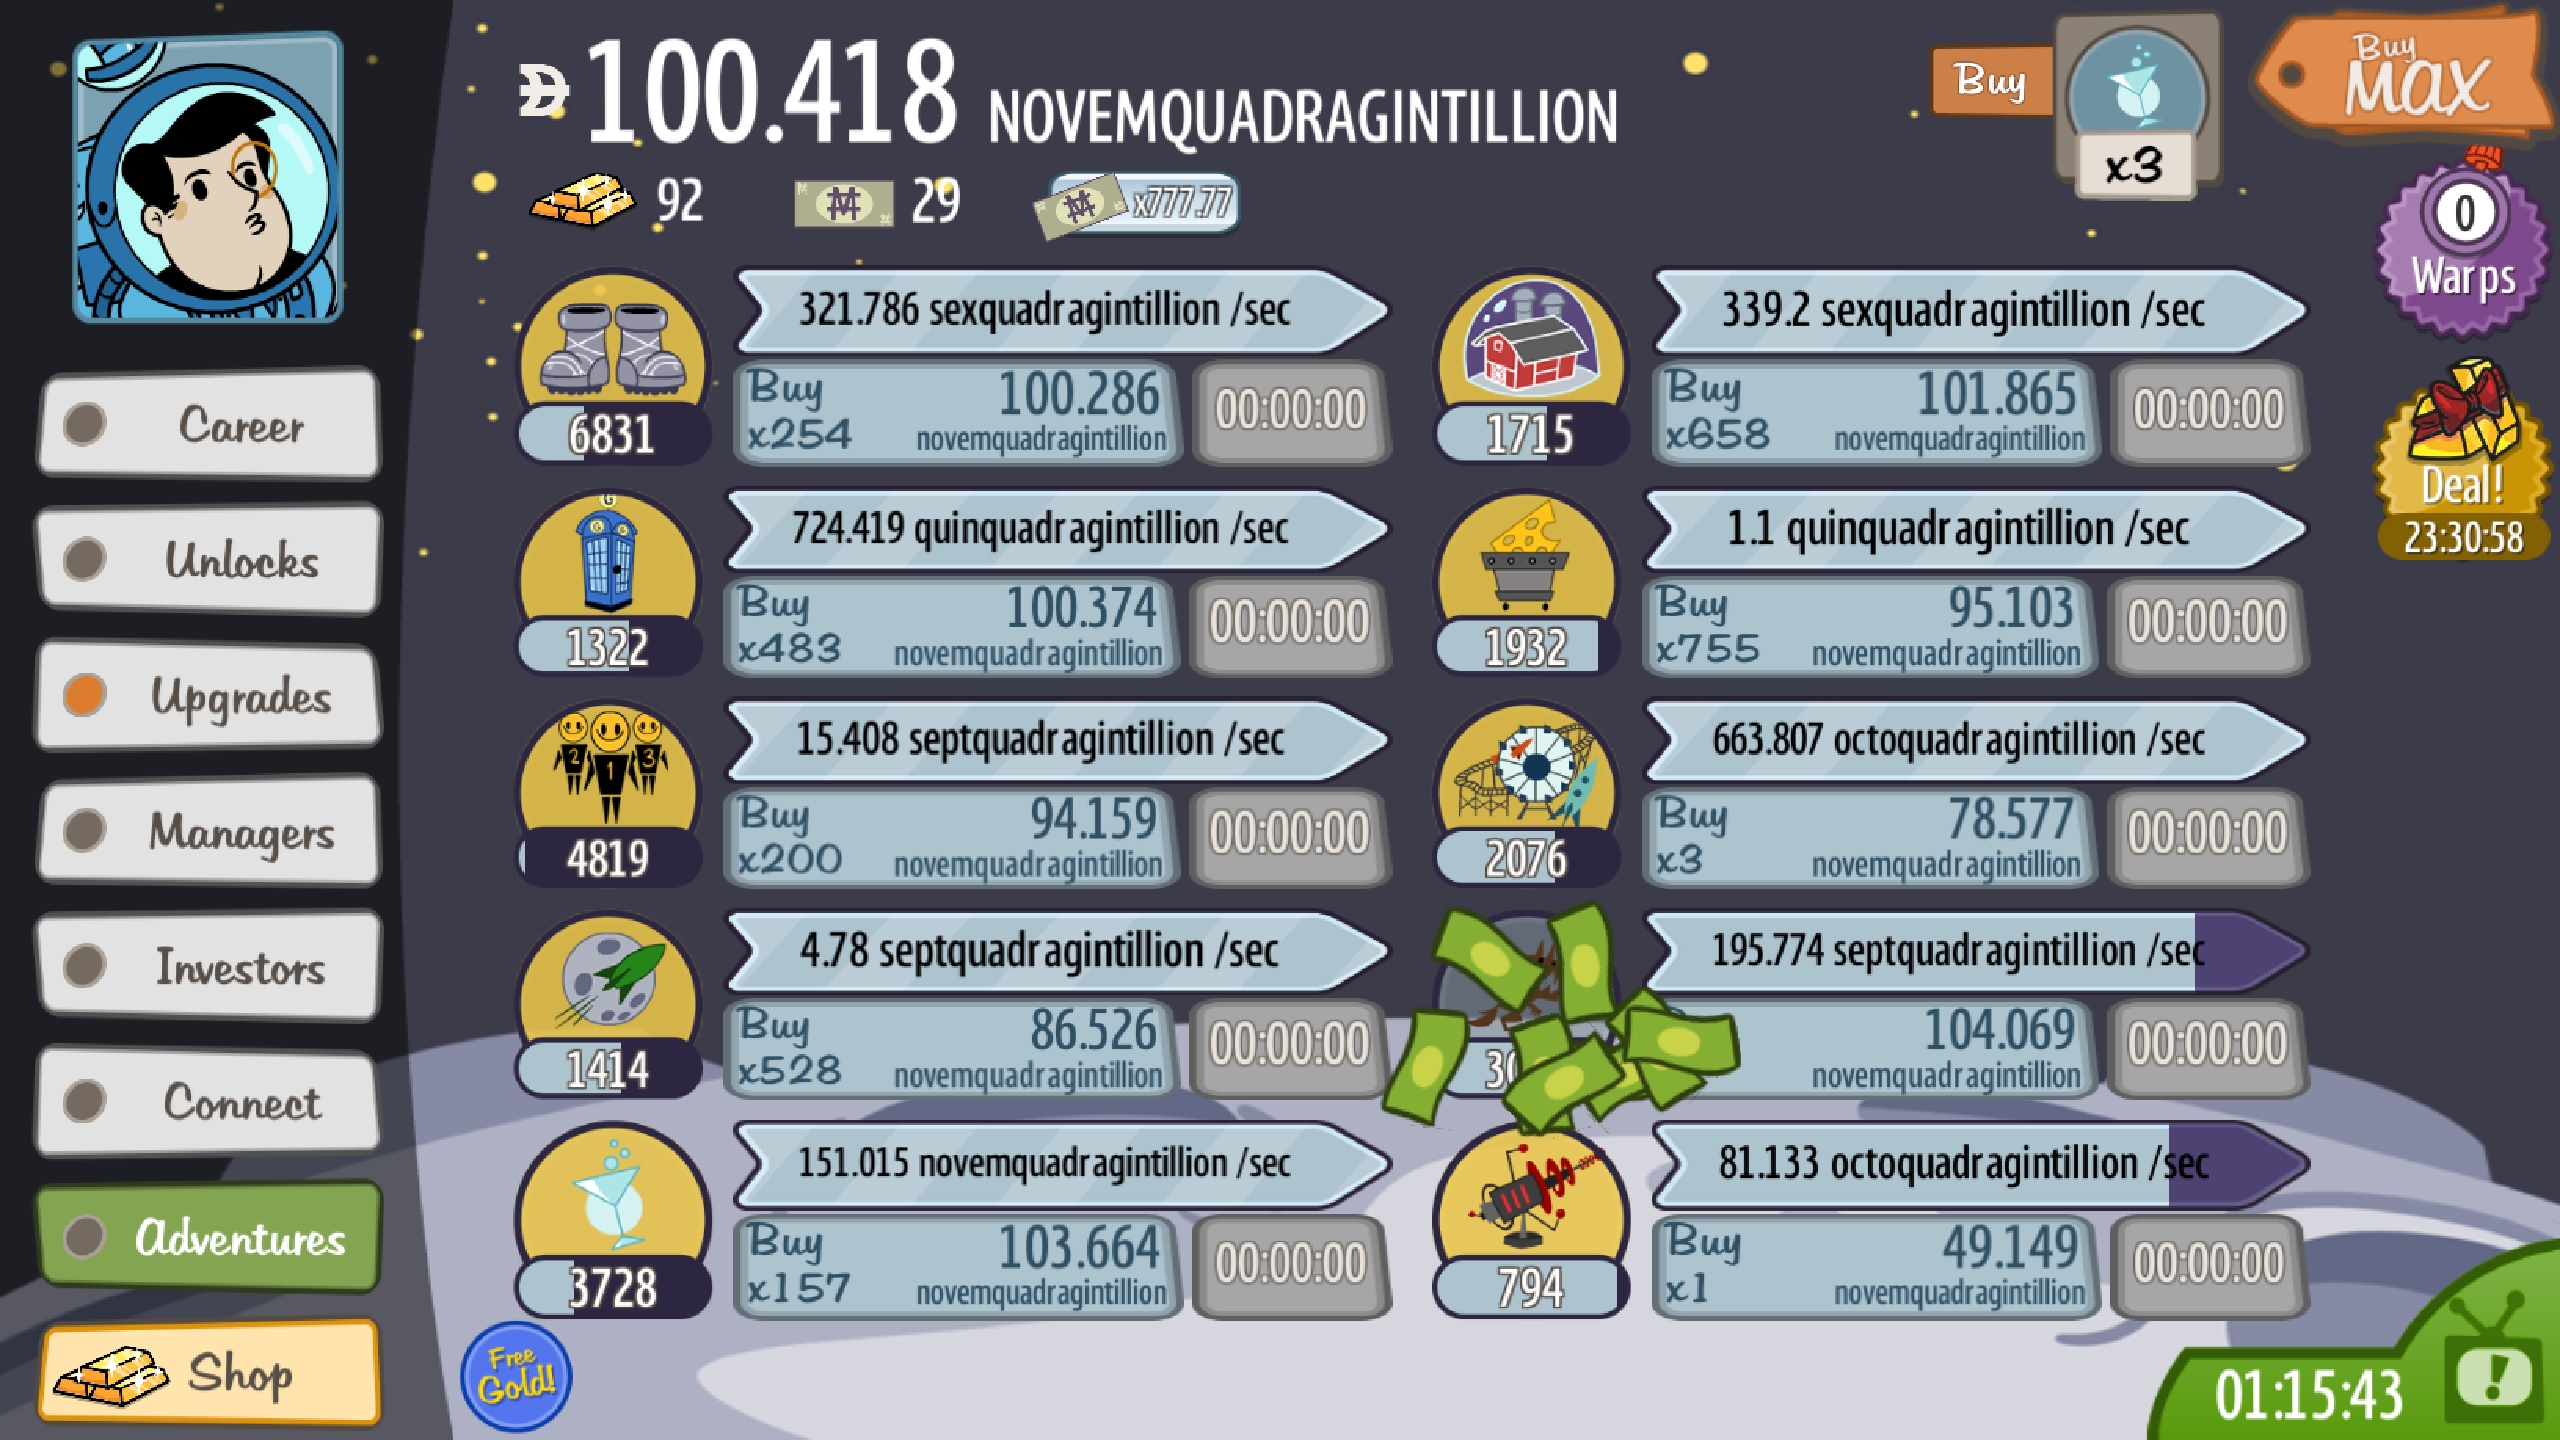 100.418 NOVEMQUADRAGINTILLION
Buy
x3
Buy
MAX
92
29
x777.77
0
Warps
Deal!
23:30:58
Career
Unlocks
Upgrades
Managers
Investors
Connect
Adventures
Shop
321.786 sexquadragintillion /sec
6831
Buy
x254
100.286
novemquadragintillion
00:00:00
339.2 sexquadragintillion /sec
1715
Buy
x658
101.865
novemquadragintillion
00:00:00
G
724.419 quinquadragintillion /sec
1322
Buy
x483
100.374
novemquadragintillion
00:00:00
1.1 quinquadragintillion /sec
1932
Buy
x755
95.103
novemquadragintillion
00:00:00
2 1 3
15.408 septquadragintillion /sec
4819
Buy
x200
94.159
novemquadragintillion
00:00:00
663.807 octoquadragintillion /sec
2076
Buy
x3
78.577
novemquadragintillion
00:00:00
4.78 septquadragintillion /sec
1414
Buy
x528
86.526
novemquadragintillion
00:00:00
195.774 septquadragintillion /sec
104.069
novemquadragintillion
00:00:00
151.015 novemquadragintillion /sec
3728
Buy
x157
103.664
novemquadragintillion
00:00:00
81.133 octoquadragintillion /sec
794
Buy
x1
49.149
novemquadragintillion
00:00:00
Free
Gold!
01:15:43
!